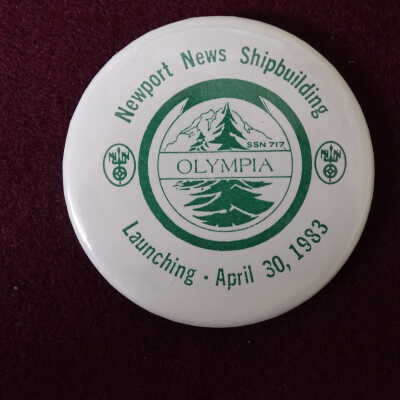 Newport News Shipbuilding
SSN 717
OLYMPIA
Launching · April 30, 1983